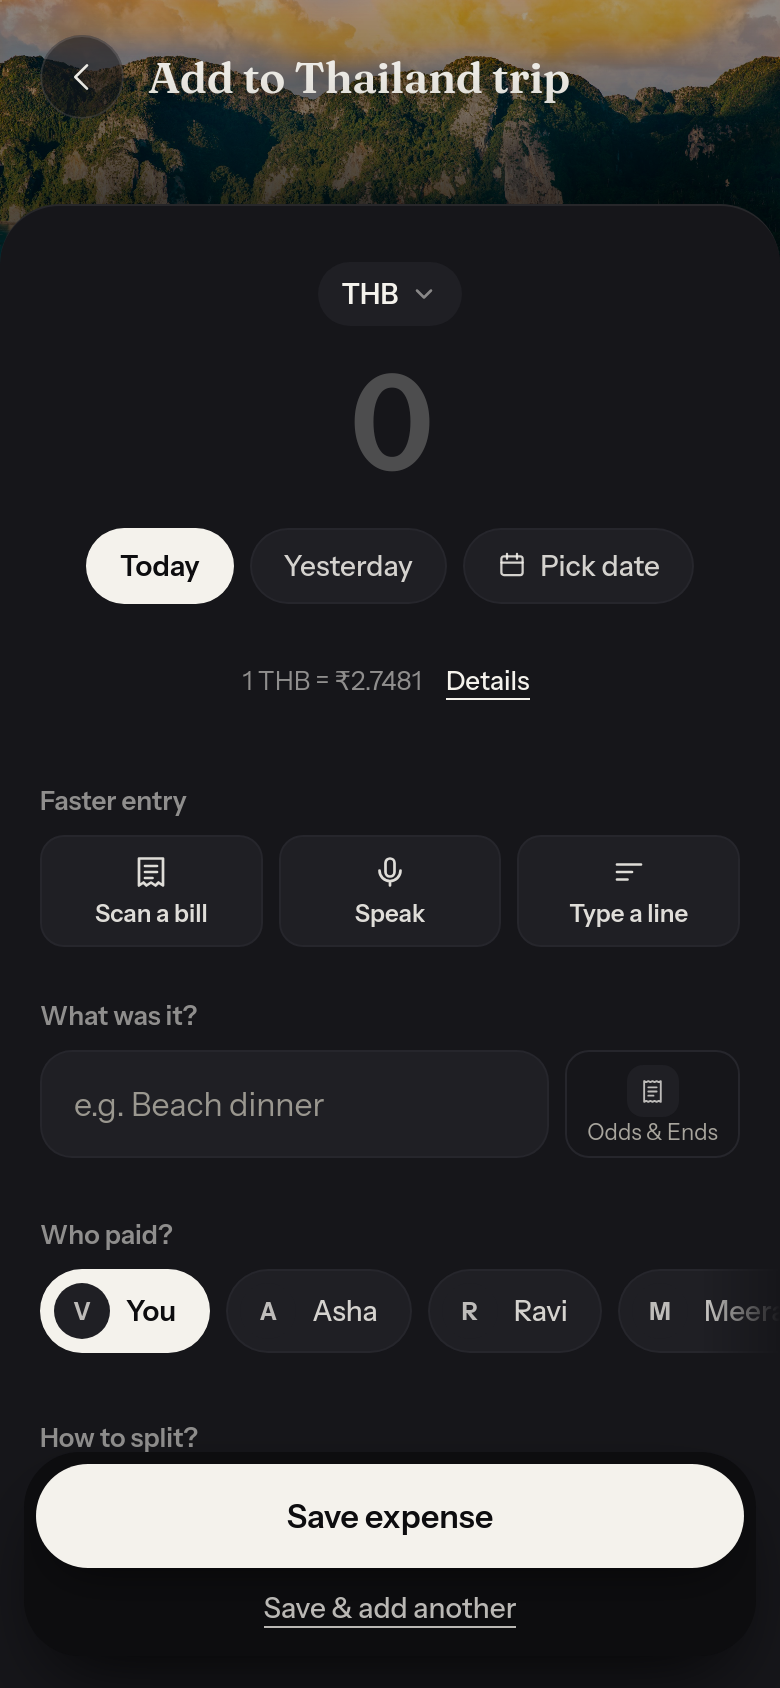 Add to Thailand trip
THB
0
Today
Yesterday
Pick date
1 THB = ₹2.7481 Details
Faster entry
Scan a bill
Speak
Type a line
What was it?
e.g. Beach dinner
Odds & Ends
Who paid?
V You
A Asha
R Ravi
M Meera
How to split?
Save expense
Save & add another